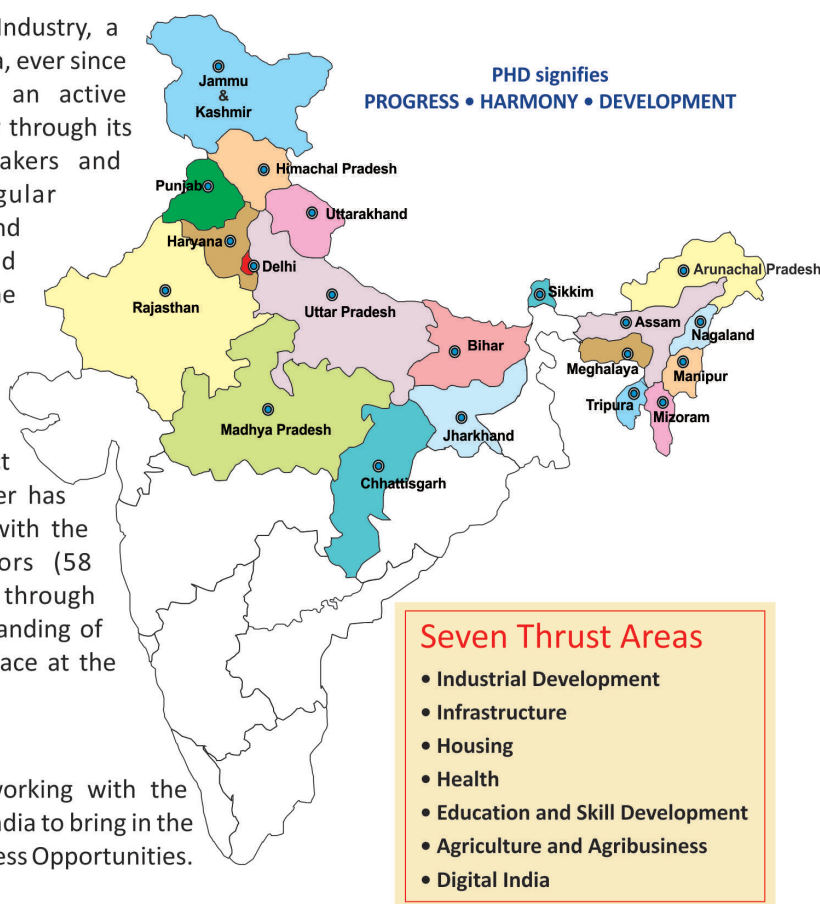 Industry, a
a, ever since
an active
through its
akers and
gular
nd
d
ne
ct
er has
with the
ors (58
through
anding of
ace at the
working with the
ndia to bring in the
ess Opportunities.
PHD signifies
PROGRESS • HARMONY • DEVELOPMENT
Jammu
&
Kashmir
Himachal Pradesh
Punjab
Uttarakhand
Haryana
Delhi
Rajasthan
Uttar Pradesh
Sikkim
Arunachal Pradesh
Assam
Nagaland
Bihar
Meghalaya
Manipur
Tripura
Mizoram
Madhya Pradesh
Jharkhand
Chhattisgarh
Seven Thrust Areas
• Industrial Development
• Infrastructure
• Housing
• Health
• Education and Skill Development
• Agriculture and Agribusiness
• Digital India